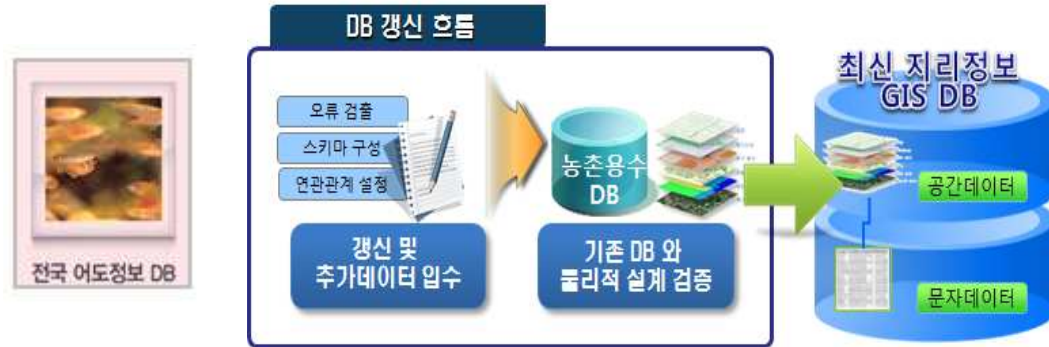 DB 갱신 흐름
전국 어도정보 DB
오류 검출
스키마 구성
연관관계 설정
갱신 및
추가데이터 입수
농촌용수
DB
기존 DB 와
물리적 설계 검증
최신 지리정보
GIS DB
공간데이터
문자데이터